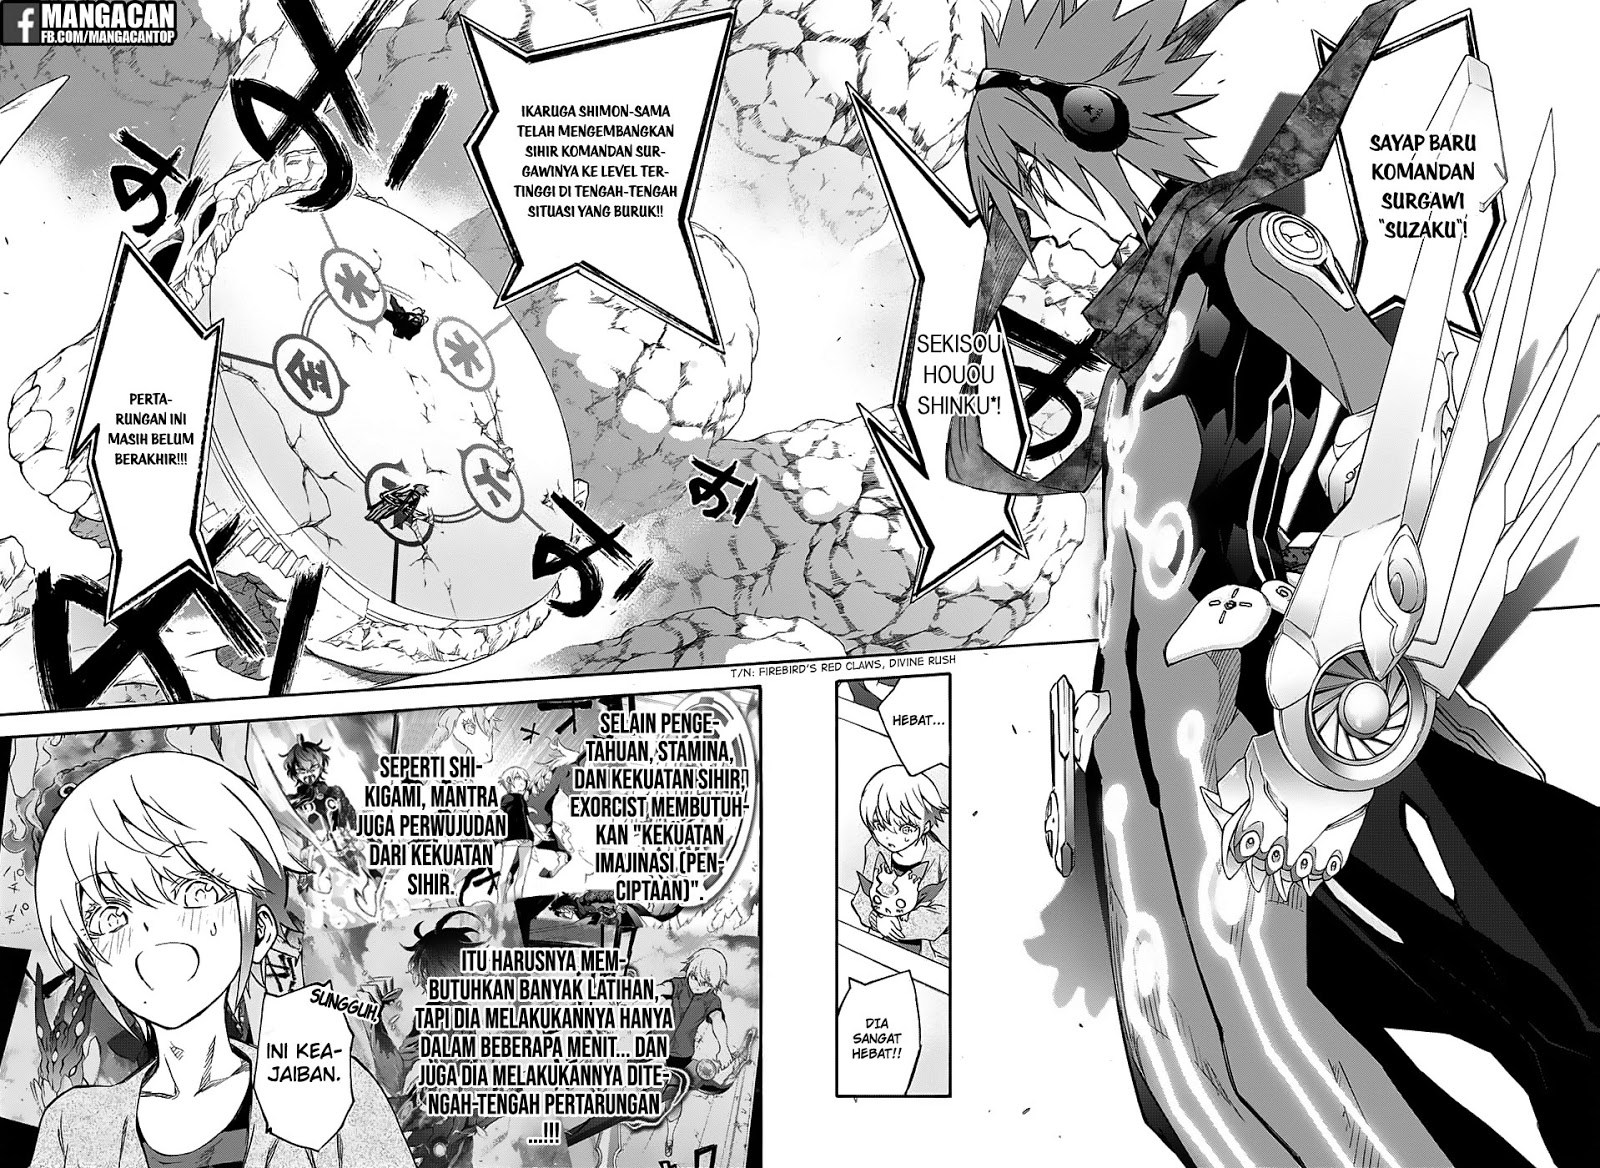 MANGACAN
FB.COM/MANGACANTOP
SAYAP BARU
KOMANDAN
SURGAWI
"SUZAKU"!
SEKISOU
HOUOU
SHINKU*!
IKARUGA SHIMON-SAMA
TELAH MENGEMBANGKAN
SIHIR KOMANDAN SUR-
GAWINYA KE LEVEL TER-
TINGGI DI TENGAH-TENGAH
SITUASI YANG BURUK!!
PERTA-
RUNGAN INI
MASIH BELUM
BERAKHIR!!!
T/N: FIREBIRD'S RED CLAWS, DIVINE RUSH
HEBAT...
DIA
SANGAT
HEBAT!!
SELAIN PENGE-
TAHUAN, STAMINA,
DAN KEKUATAN SIHIR,
EXORCIST MEMBUTUH-
KAN "KEKUATAN
IMAJINASI (PEN-
CIPTAAN)".
SEPERTI SHI-
KIGAMI, MANTRA
JUGA PERWUJUDAN
DARI KEKUATAN
SIHIR.
ITU HARUSNYA MEM-
BUTUHKAN BANYAK LATIHAN,
TAPI DIA MELAKUKANNYA HANYA
DALAM BEBERAPA MENIT... DAN
JUGA DIA MELAKUKANNYA DITE-
NGAH-TENGAH PERTARUNGAN
...!!!
SUNGGUH,
INI KEA-
JAIBAN.